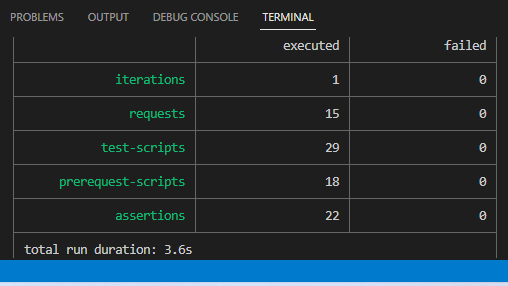 PROBLEMS OUTPUT DEBUG CONSOLE TERMINAL
executed failed
iterations 1 0
requests 15 0
test-scripts 29 0
prerequest-scripts 18 0
assertions 22 0
total run duration: 3.6s